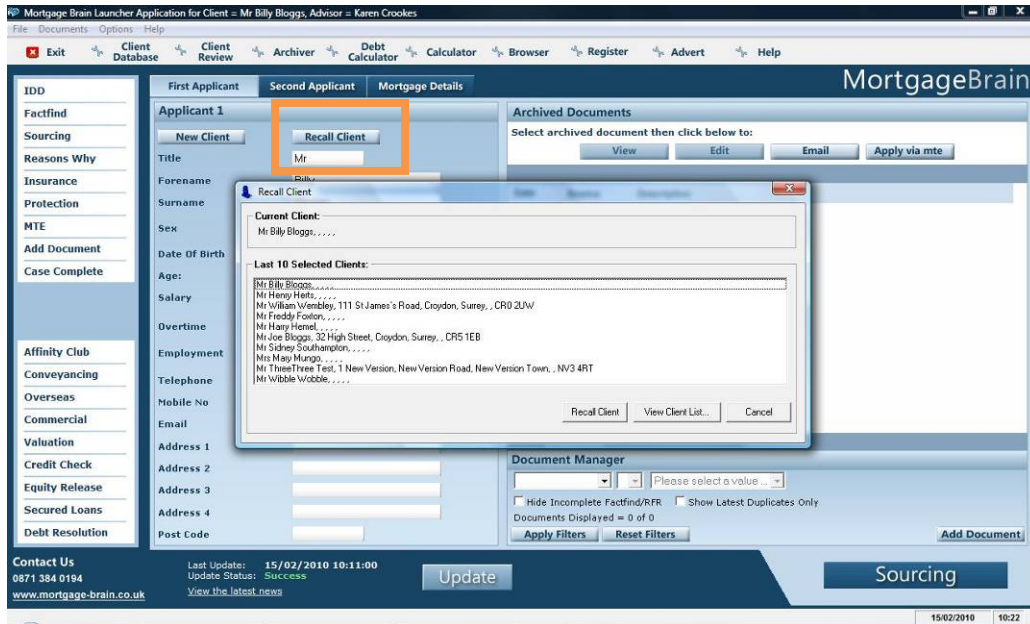 Mortgage Brain Launcher Application for Client = Mr Billy Bloggs, Advisor = Karen Crookes
File Documents Options Help
Exit Client Database Client Review Archiver Debt Calculator Calculator Browser Register Advert Help
MortgageBrain
First Applicant Second Applicant Mortgage Details
IDD
Factfind
Sourcing
Reasons Why
Insurance
Protection
MTE
Add Document
Case Complete
Affinity Club
Conveyancing
Overseas
Commercial
Valuation
Credit Check
Equity Release
Secured Loans
Debt Resolution
Applicant 1
New Client Recall Client
Title Mr
Forename Billy
Surname
Sex
Date Of Birth
Age:
Salary
Overtime
Employment
Telephone
Mobile No
Email
Address 1
Address 2
Address 3
Address 4
Post Code
Archived Documents
Select archived document then click below to:
View Edit Email Apply via mte
Recall Client
Current Client:
Mr Billy Bloggs, , , , ,
Last 10 Selected Clients:
Mr Billy Bloggs, , , , ,
Mr Henry Herts, , , , ,
Mr William Wembley, 111 St James's Road, Croydon, Surrey, , CR0 2UW
Mr Freddy Foxton, , , , ,
Mr Harry Hemel, , , , ,
Mr Joe Bloggs, 32 High Street, Croydon, Surrey, , CR5 1EB
Mr Sidney Southampton, , , , ,
Mrs Mary Mungo, , , , ,
Mr ThreeThree Test, 1 New Version, New Version Road, New Version Town, , NV3 4RT
Mr Wibble Wobble, , , , ,
Recall Client View Client List... Cancel
Document Manager
Please select a value ...
Hide Incomplete Factfind/RFR Show Latest Duplicates Only
Documents Displayed = 0 of 0
Apply Filters Reset Filters Add Document
Contact Us
0871 384 0194
www.mortgage-brain.co.uk
Last Update: 15/02/2010 10:11:00
Update Status: Success
View the latest news
Update
Sourcing
15/02/2010 10:22